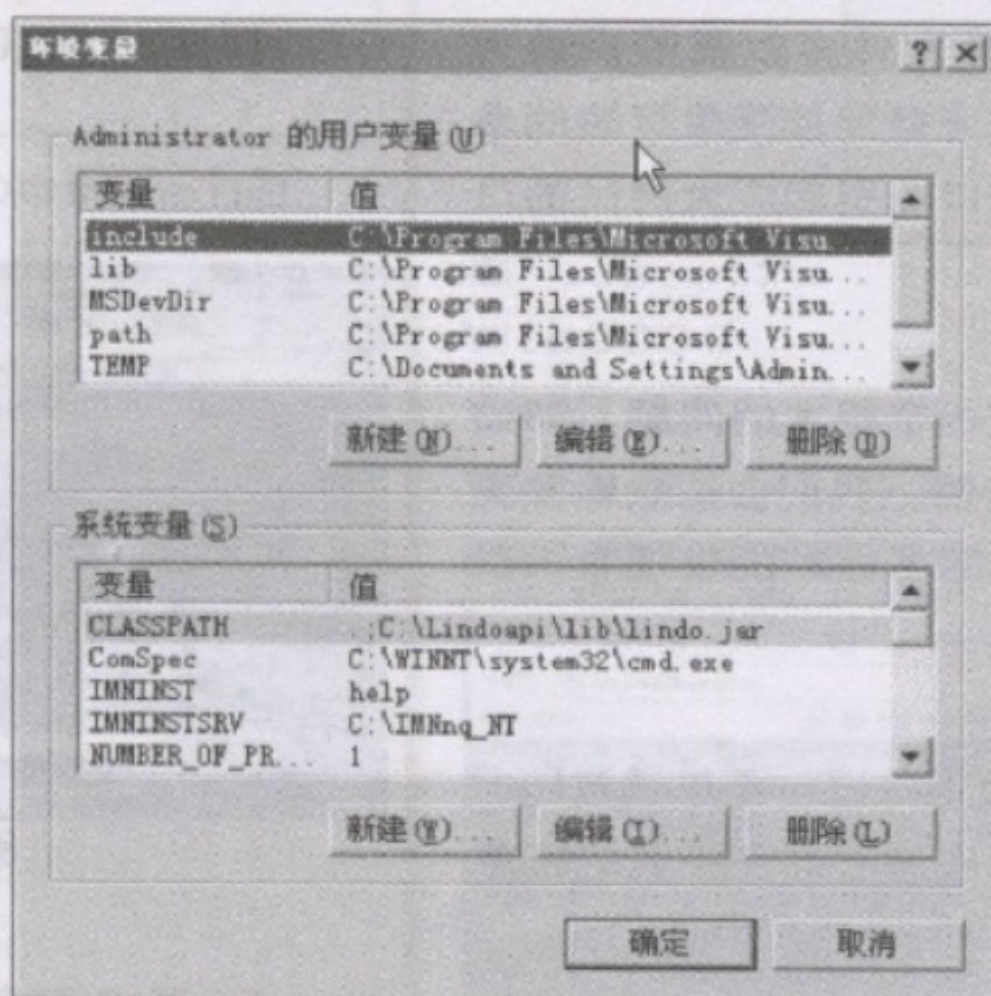 环境变量
Administrator 的用户变量(U)
变量 值
include C:\Program Files\Microsoft Visu...
lib C:\Program Files\Microsoft Visu...
MSDevDir C:\Program Files\Microsoft Visu...
path C:\Program Files\Microsoft Visu...
TEMP C:\Documents and Settings\Admin...
新建(N)... 编辑(E)... 删除(D)
系统变量(S)
变量 值
CLASSPATH .;C:\Lindoapi\lib\lindo.jar
ComSpec C:\WINNT\system32\cmd.exe
IMNINST help
IMNINSTSRV C:\IMNnq_NT
NUMBER_OF_PR... 1
新建(W)... 编辑(I)... 删除(L)
确定 取消